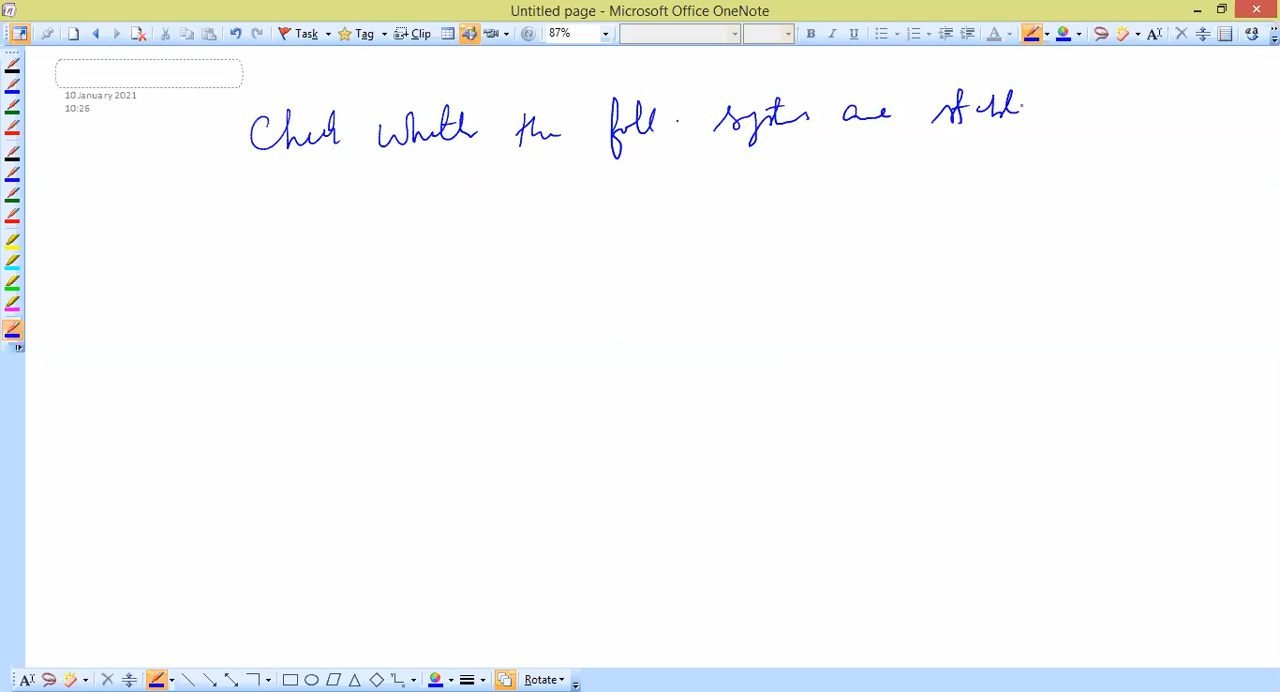 Untitled page - Microsoft Office OneNote
Task Tag Clip 87% B I U
10 January 2021
10:26
Check whether the foll. systems are stable
Rotate